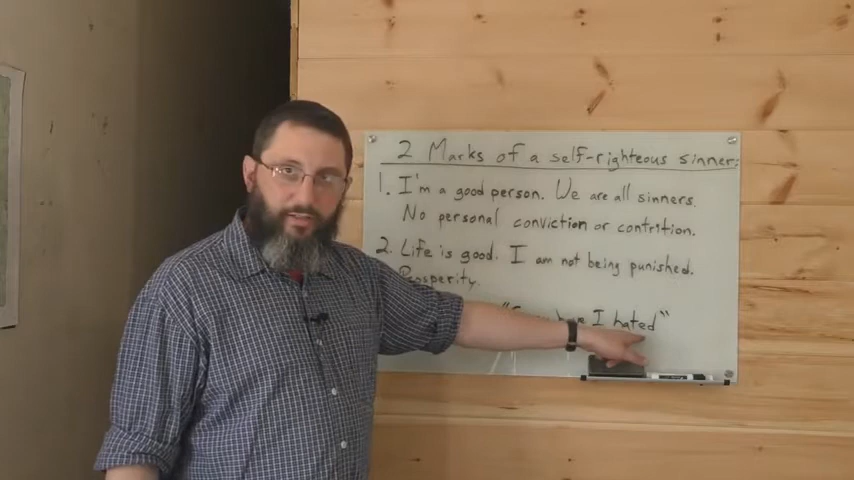 2 Marks of a self-righteous sinner:
1. I'm a good person. We are all sinners.
No personal conviction or contrition.
2. Life is good. I am not being punished.
Prosperity.
I hated"